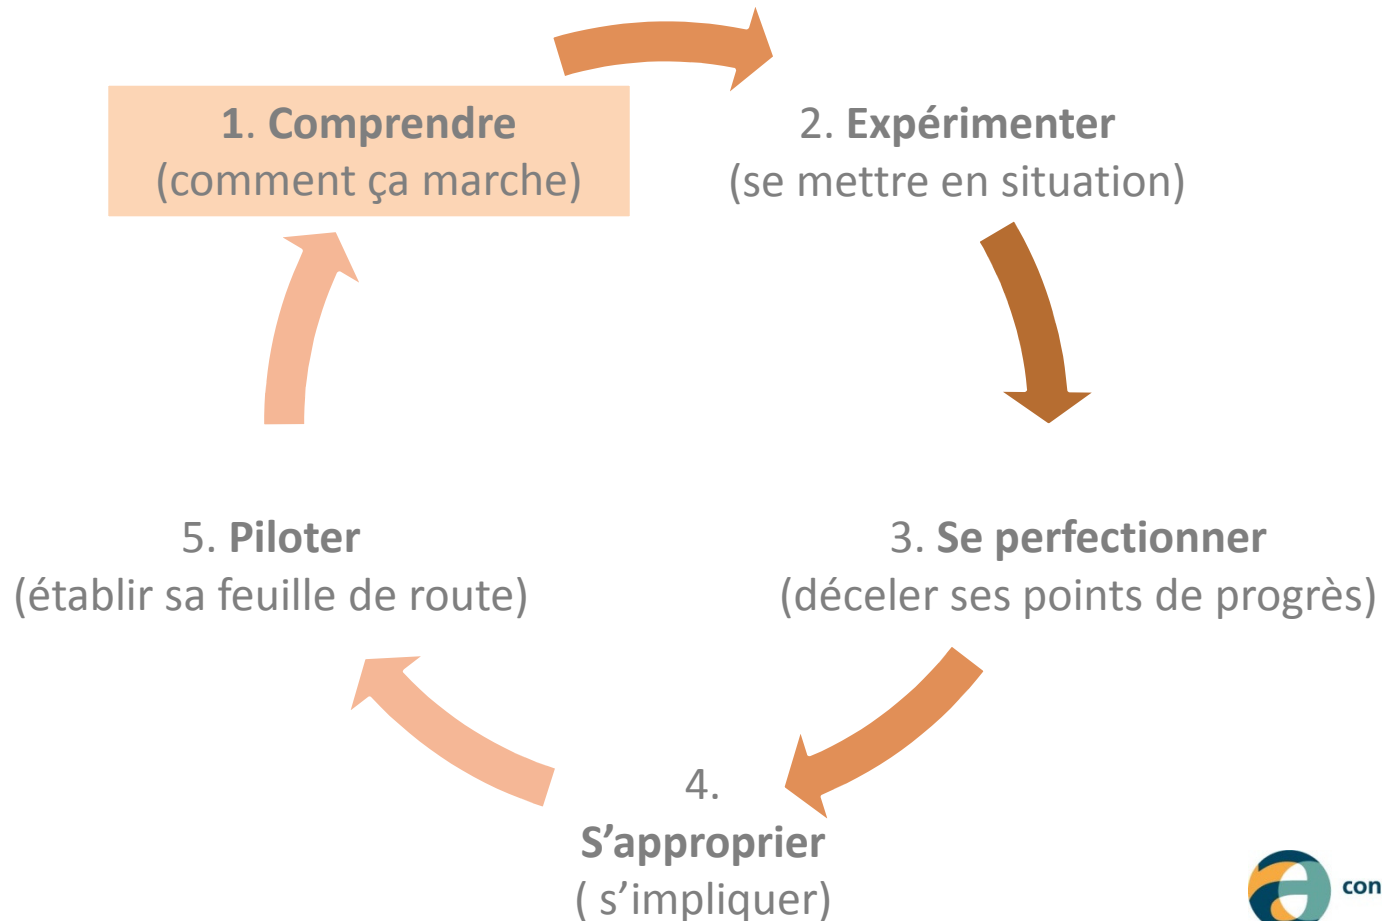 1. Comprendre
(comment ça marche)
2. Expérimenter
(se mettre en situation)
3. Se perfectionner
(déceler ses points de progrès)
4.
S’approprier
( s’impliquer)
5. Piloter
(établir sa feuille de route)
con